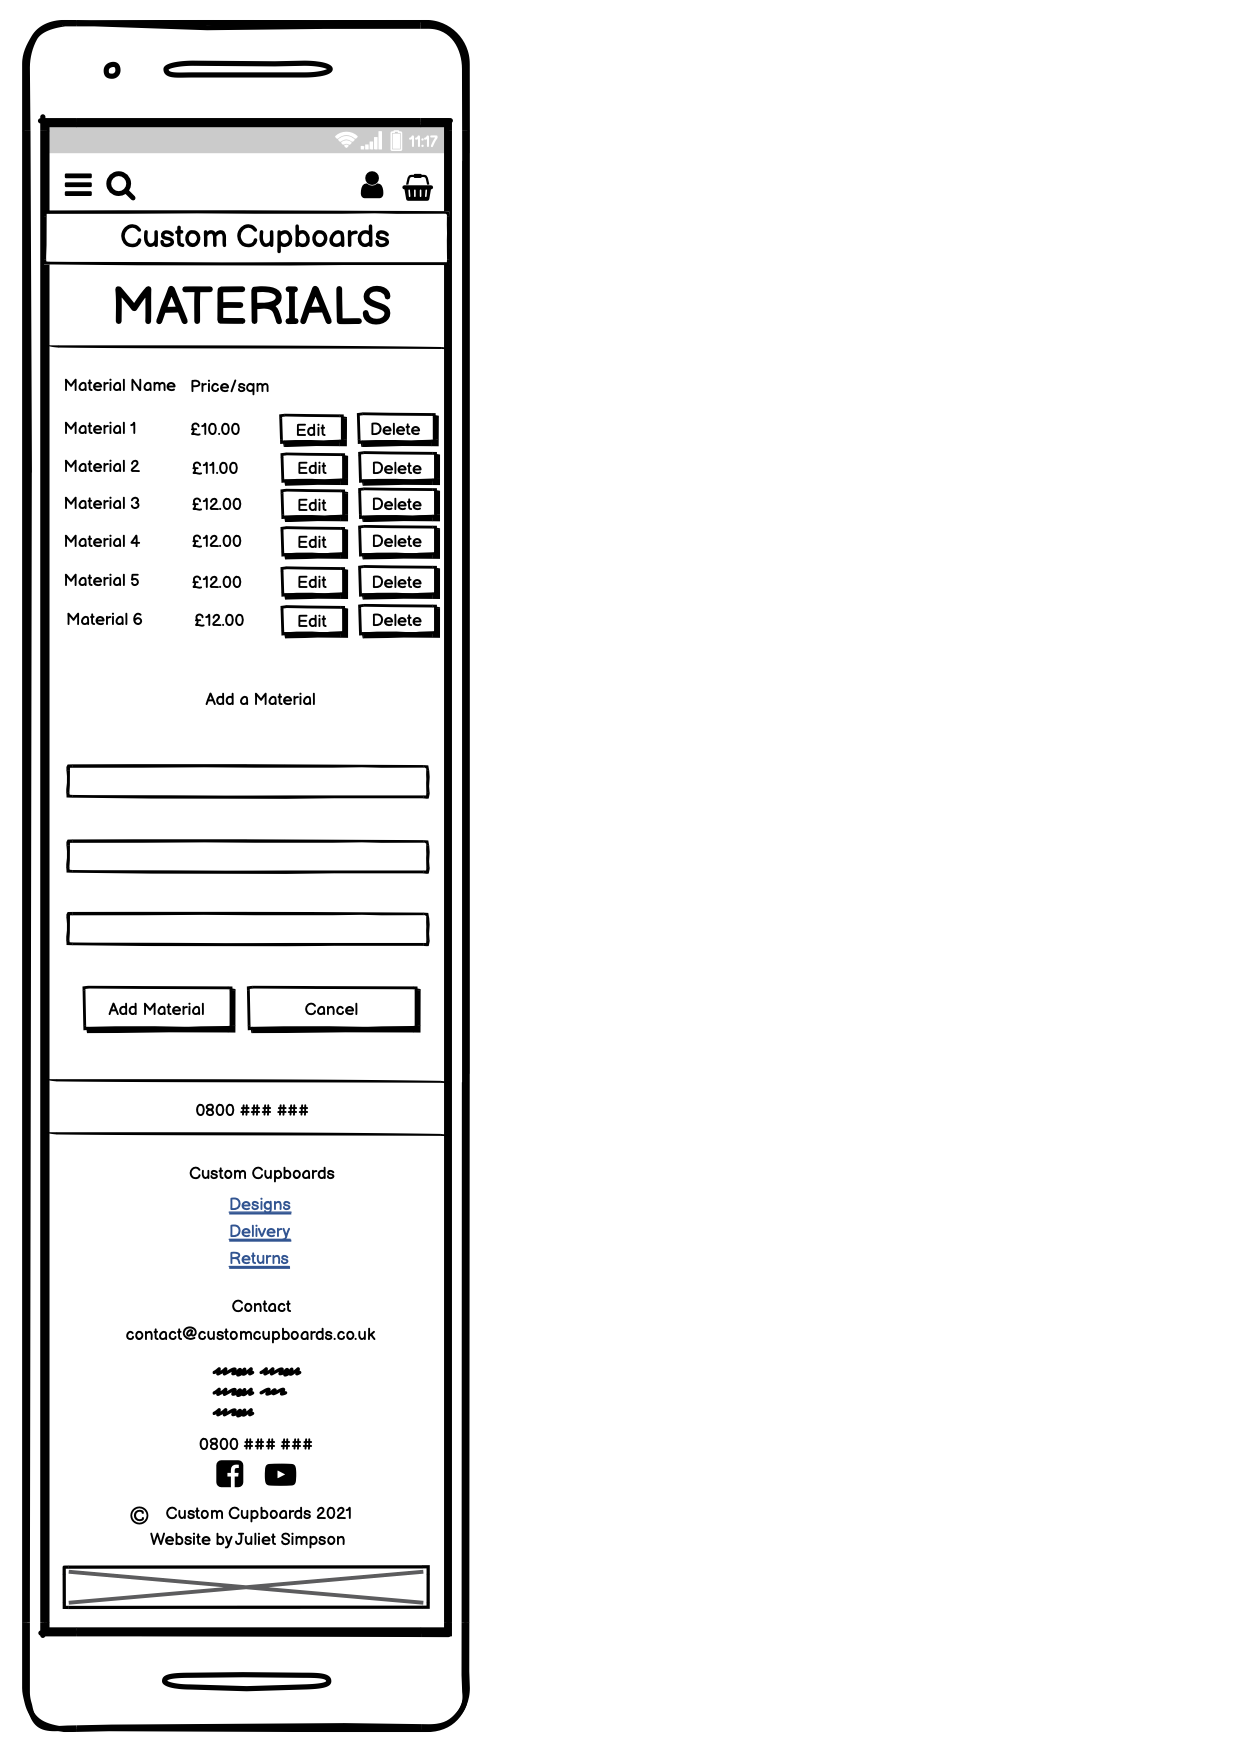 11:17
Custom Cupboards
MATERIALS
Material Name Price/sqm
Material 1 £10.00 Edit Delete
Material 2 £11.00 Edit Delete
Material 3 £12.00 Edit Delete
Material 4 £12.00 Edit Delete
Material 5 £12.00 Edit Delete
Material 6 £12.00 Edit Delete
Add a Material
Add Material Cancel
0800 ### ###
Custom Cupboards
Designs
Delivery
Returns
Contact
contact@customcupboards.co.uk
0800 ### ###
© Custom Cupboards 2021
Website by Juliet Simpson